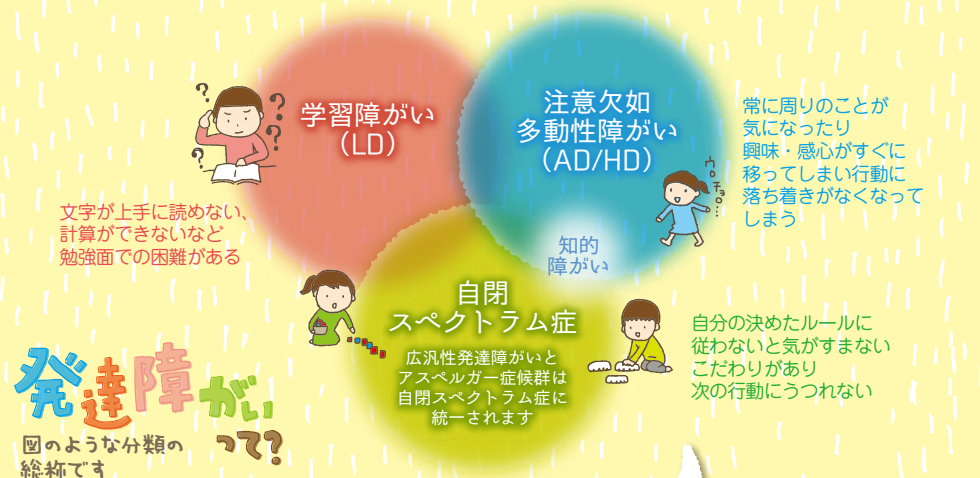 学習障がい
(LD)
注意欠如
多動性障がい
(AD/HD)
常に周りのことが
気になったり
興味・感心がすぐに
移ってしまい行動に
落ち着きがなくなって
しまう
ウロチョロ…
文字が上手に読めない、
計算ができないなど
勉強面での困難がある
知的
障がい
自閉
スペクトラム症
広汎性発達障がいと
アスペルガー症候群は
自閉スペクトラム症に
統一されます
自分の決めたルールに
従わないと気がすまない
こだわりがあり
次の行動にうつれない
発達障がい
って?
図のような分類の
総称です
? ? ? ? ?